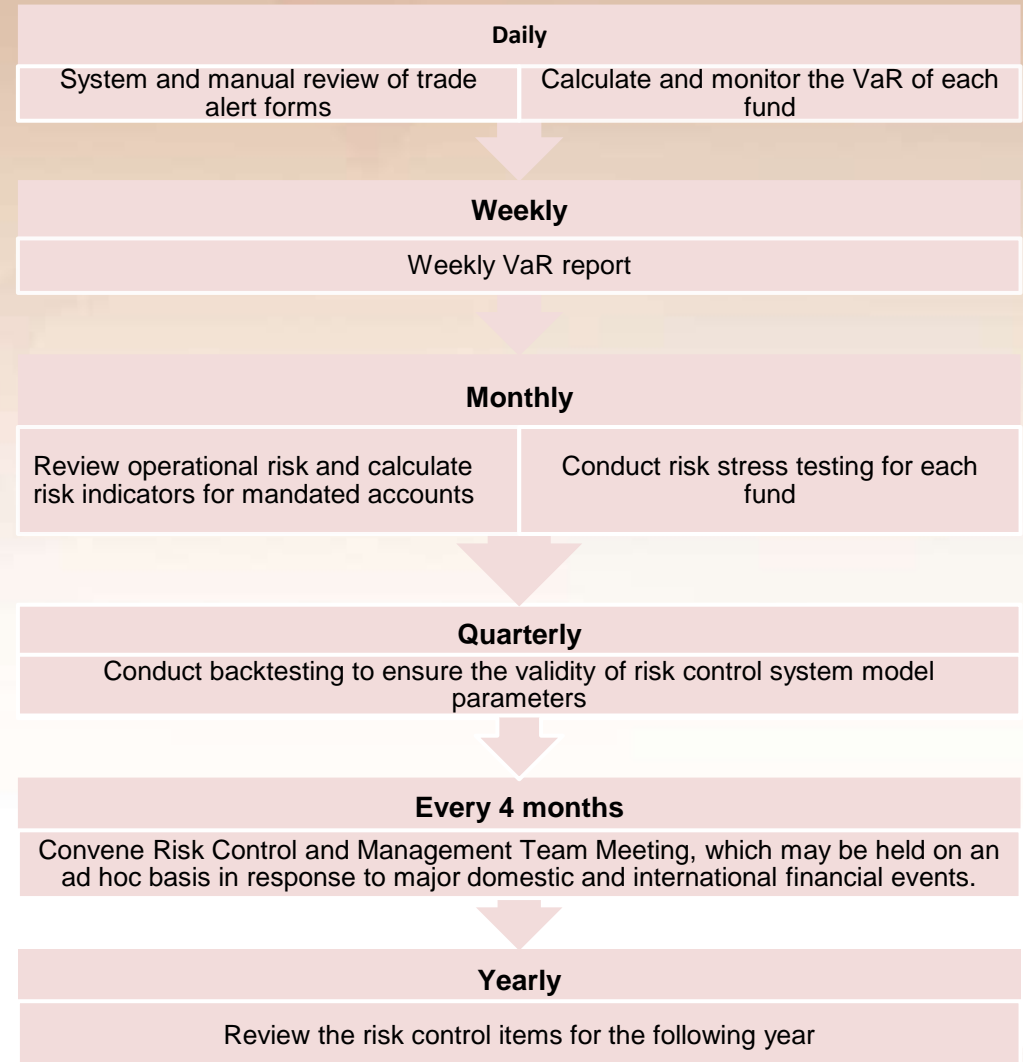 Daily
System and manual review of trade
alert forms
Calculate and monitor the VaR of each
fund
Weekly
Weekly VaR report
Monthly
Review operational risk and calculate
risk indicators for mandated accounts
Conduct risk stress testing for each
fund
Quarterly
Conduct backtesting to ensure the validity of risk control system model
parameters
Every 4 months
Convene Risk Control and Management Team Meeting, which may be held on an
ad hoc basis in response to major domestic and international financial events.
Yearly
Review the risk control items for the following year